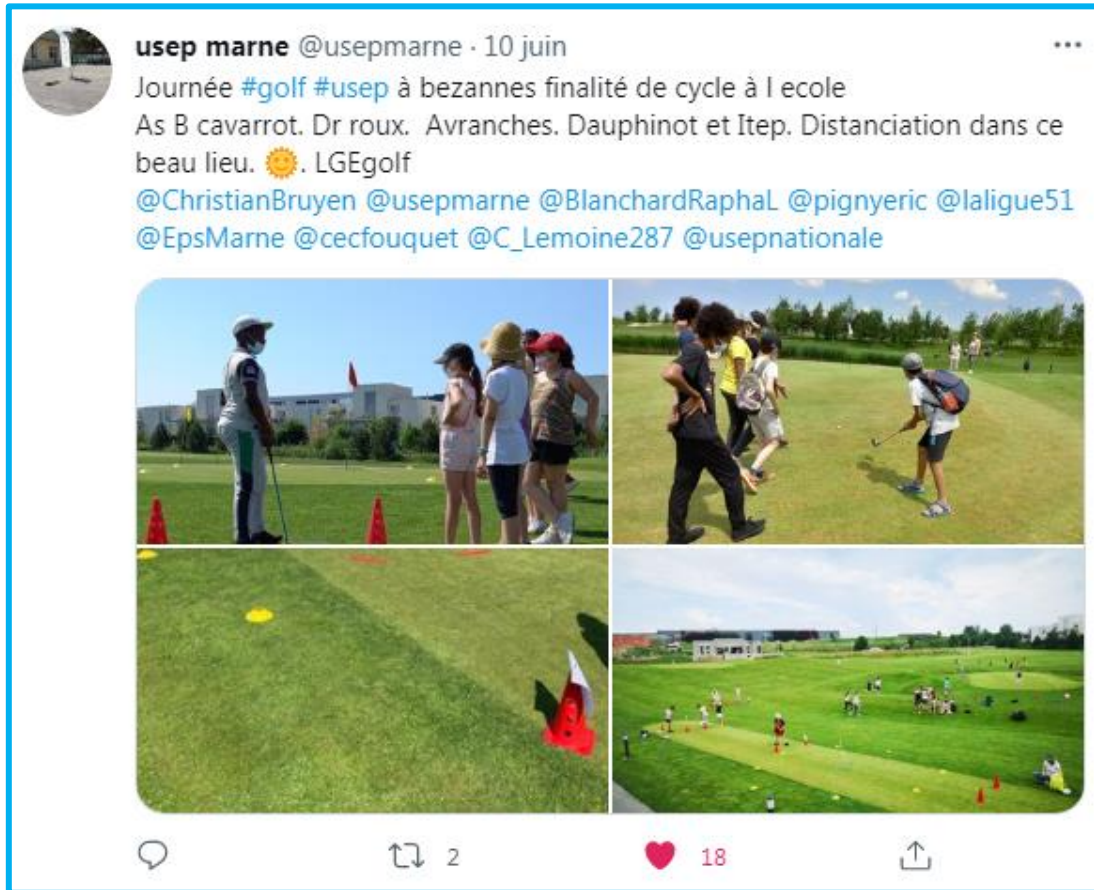 usep marne @usepmarne · 10 juin
Journée #golf #usep à bezannes finalité de cycle à l ecole
As B cavarrot. Dr roux.  Avranches. Dauphinot et Itep. Distanciation dans ce
beau lieu. 🌞. LGEgolf
@ChristianBruyen @usepmarne @BlanchardRaphaL @pignyeric @laligue51
@EpsMarne @cecfouquet @C_Lemoine287 @usepnationale
2 18